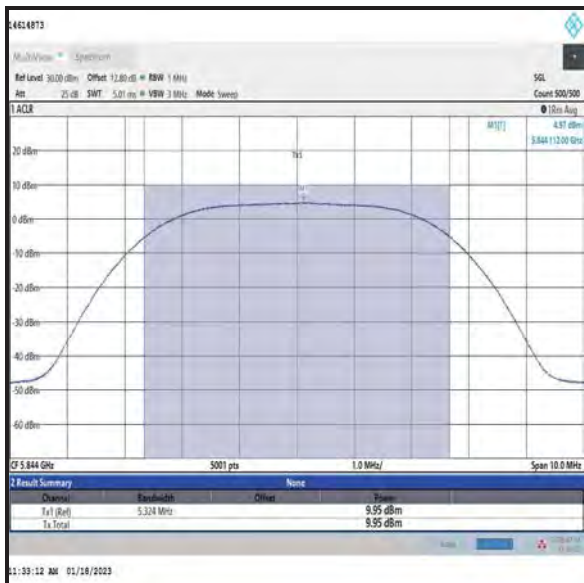 14614873
MultiView Spectrum
Ref Level 30.00 dBm Offset 12.80 dB RBW 1 MHz SGL
Att 25 dB SWT 5.01 ms VBW 3 MHz Mode Sweep Count 500/500
1 ACLR 1Rm Avg
M1[1] 4.97 dBm
5.844 GHz
Tx1
20 dBm
10 dBm
0 dBm
-10 dBm
-20 dBm
-30 dBm
-40 dBm
-50 dBm
-60 dBm
CF 5.844 GHz 5001 pts 1.0 MHz/ Span 10.0 MHz
2 Result Summary None
Channel Bandwidth Offset Power
Tx1 (Ref) 5.324 MHz 9.95 dBm
Tx Total 9.95 dBm
11:33:12 AM 01/18/2023